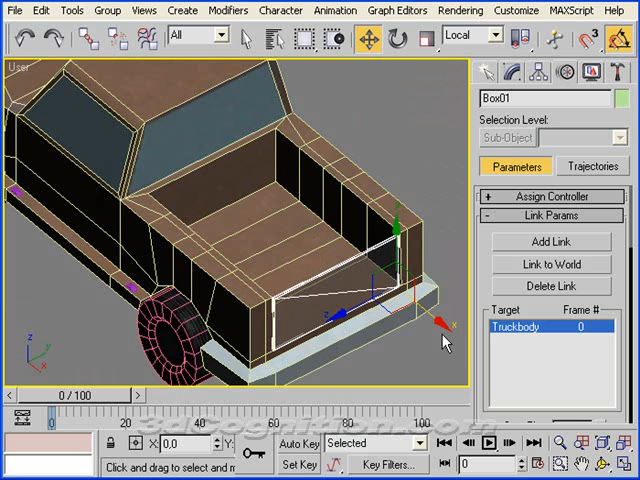 File Edit Tools Group Views Create Modifiers Character Animation Graph Editors Rendering Customize MAXScript Help
All
Local
3
User
Box01
Selection Level:
Sub-Object
Parameters Trajectories
+ Assign Controller
- Link Params
Add Link
Link to World
Delete Link
Target Frame #
Truckbody 0
z
x
z
y
x
0 / 100
0 20 40 60 80 100
3dCognition.com
X: 0,0
Auto Key Selected
Set Key Key Filters...
0
Click and drag to select and m